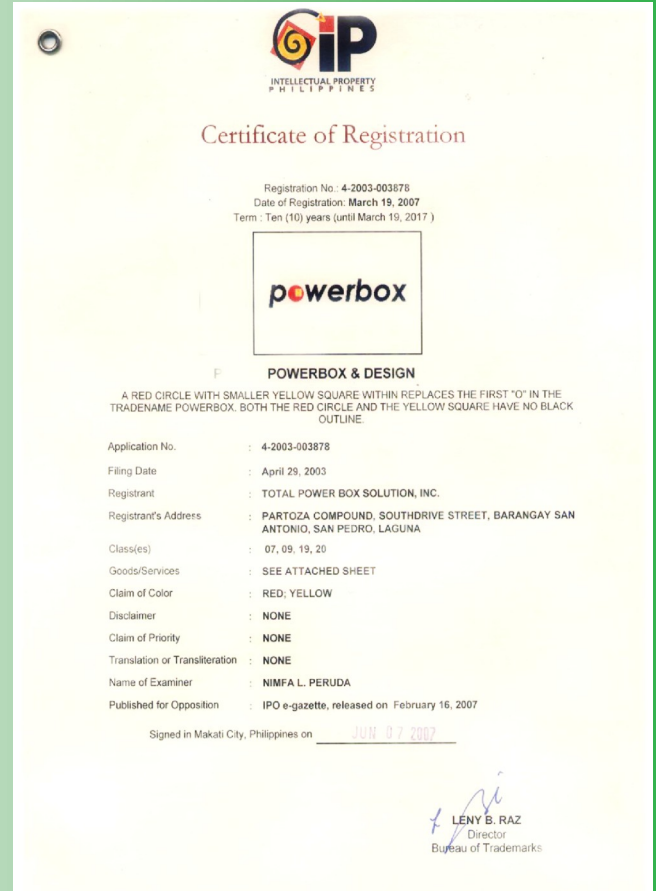 iP
INTELLECTUAL PROPERTY
PHILIPPINES
Certificate of Registration
Registration No.: 4-2003-003878
Date of Registration: March 19, 2007
Term : Ten (10) years (until March 19, 2017 )
powerbox
P POWERBOX & DESIGN
A RED CIRCLE WITH SMALLER YELLOW SQUARE WITHIN REPLACES THE FIRST "O" IN THE
TRADENAME POWERBOX. BOTH THE RED CIRCLE AND THE YELLOW SQUARE HAVE NO BLACK
OUTLINE.
Application No. : 4-2003-003878
Filing Date : April 29, 2003
Registrant : TOTAL POWER BOX SOLUTION, INC.
Registrant's Address : PARTOZA COMPOUND, SOUTHDRIVE STREET, BARANGAY SAN
ANTONIO, SAN PEDRO, LAGUNA
Class(es) : 07, 09, 19, 20
Goods/Services : SEE ATTACHED SHEET
Claim of Color : RED; YELLOW
Disclaimer : NONE
Claim of Priority : NONE
Translation or Transliteration : NONE
Name of Examiner : NIMFA L. PERUDA
Published for Opposition : IPO e-gazette, released on February 16, 2007
Signed in Makati City, Philippines on JUN 07 2007
LENY B. RAZ
Director
Bureau of Trademarks